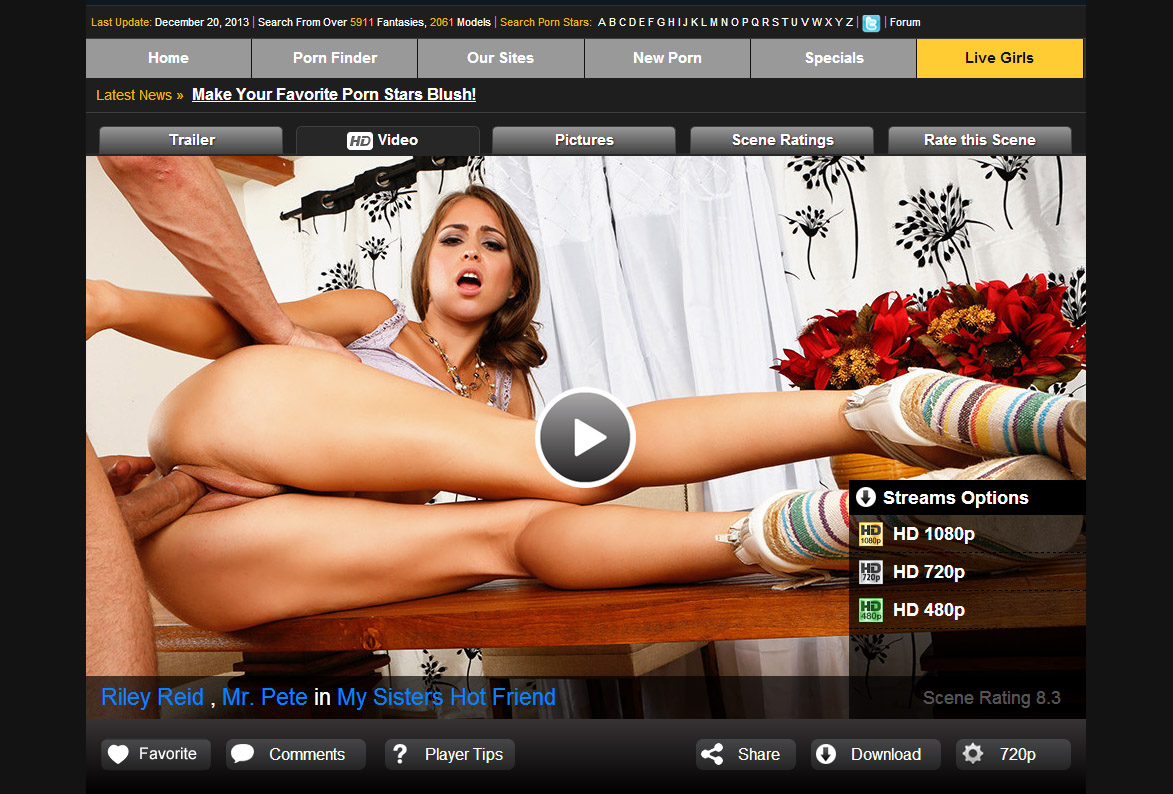 Last Update: December 20, 2013 | Search From Over 5911 Fantasies, 2061 Models | Search Porn Stars: A B C D E F G H I J K L M N O P Q R S T U V W X Y Z | | Forum
Home Porn Finder Our Sites New Porn Specials Live Girls
Latest News » Make Your Favorite Porn Stars Blush!
Trailer HD Video Pictures Scene Ratings Rate this Scene
Streams Options
HD 1080p HD 1080p
HD 720p HD 720p
HD 480p HD 480p
Riley Reid , Mr. Pete in My Sisters Hot Friend Scene Rating 8.3
Favorite Comments ? Player Tips Share Download 720p